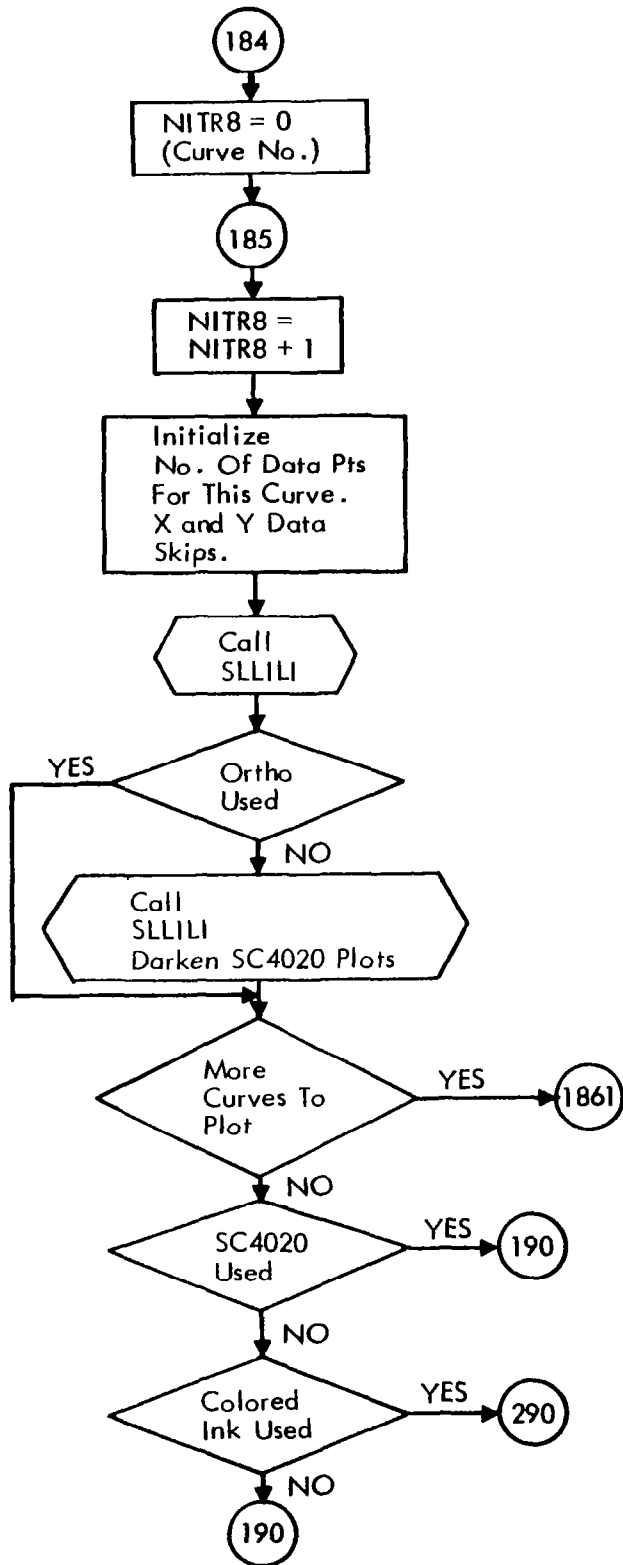 184
NITR8 = 0
(Curve No.)
185
NITR8 =
NITR8 + 1
Initialize
No. Of Data Pts
For This Curve.
X and Y Data
Skips.
Call
SLLILI
YES
Ortho
Used
NO
Call
SLLILI
Darken SC4020 Plots
More
Curves To
Plot
YES
1861
NO
SC4020
Used
YES
190
NO
Colored
Ink Used
YES
290
NO
190